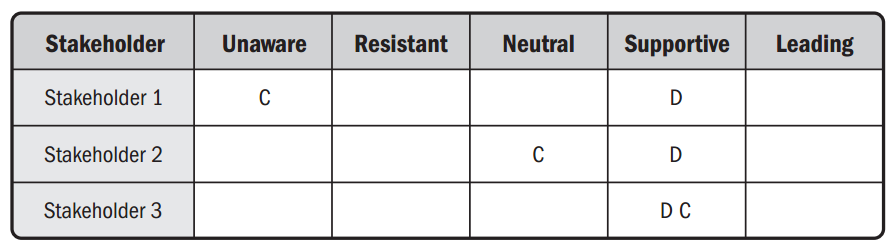 Stakeholder Unaware Resistant Neutral Supportive Leading
Stakeholder 1 C D
Stakeholder 2 C D
Stakeholder 3 D C